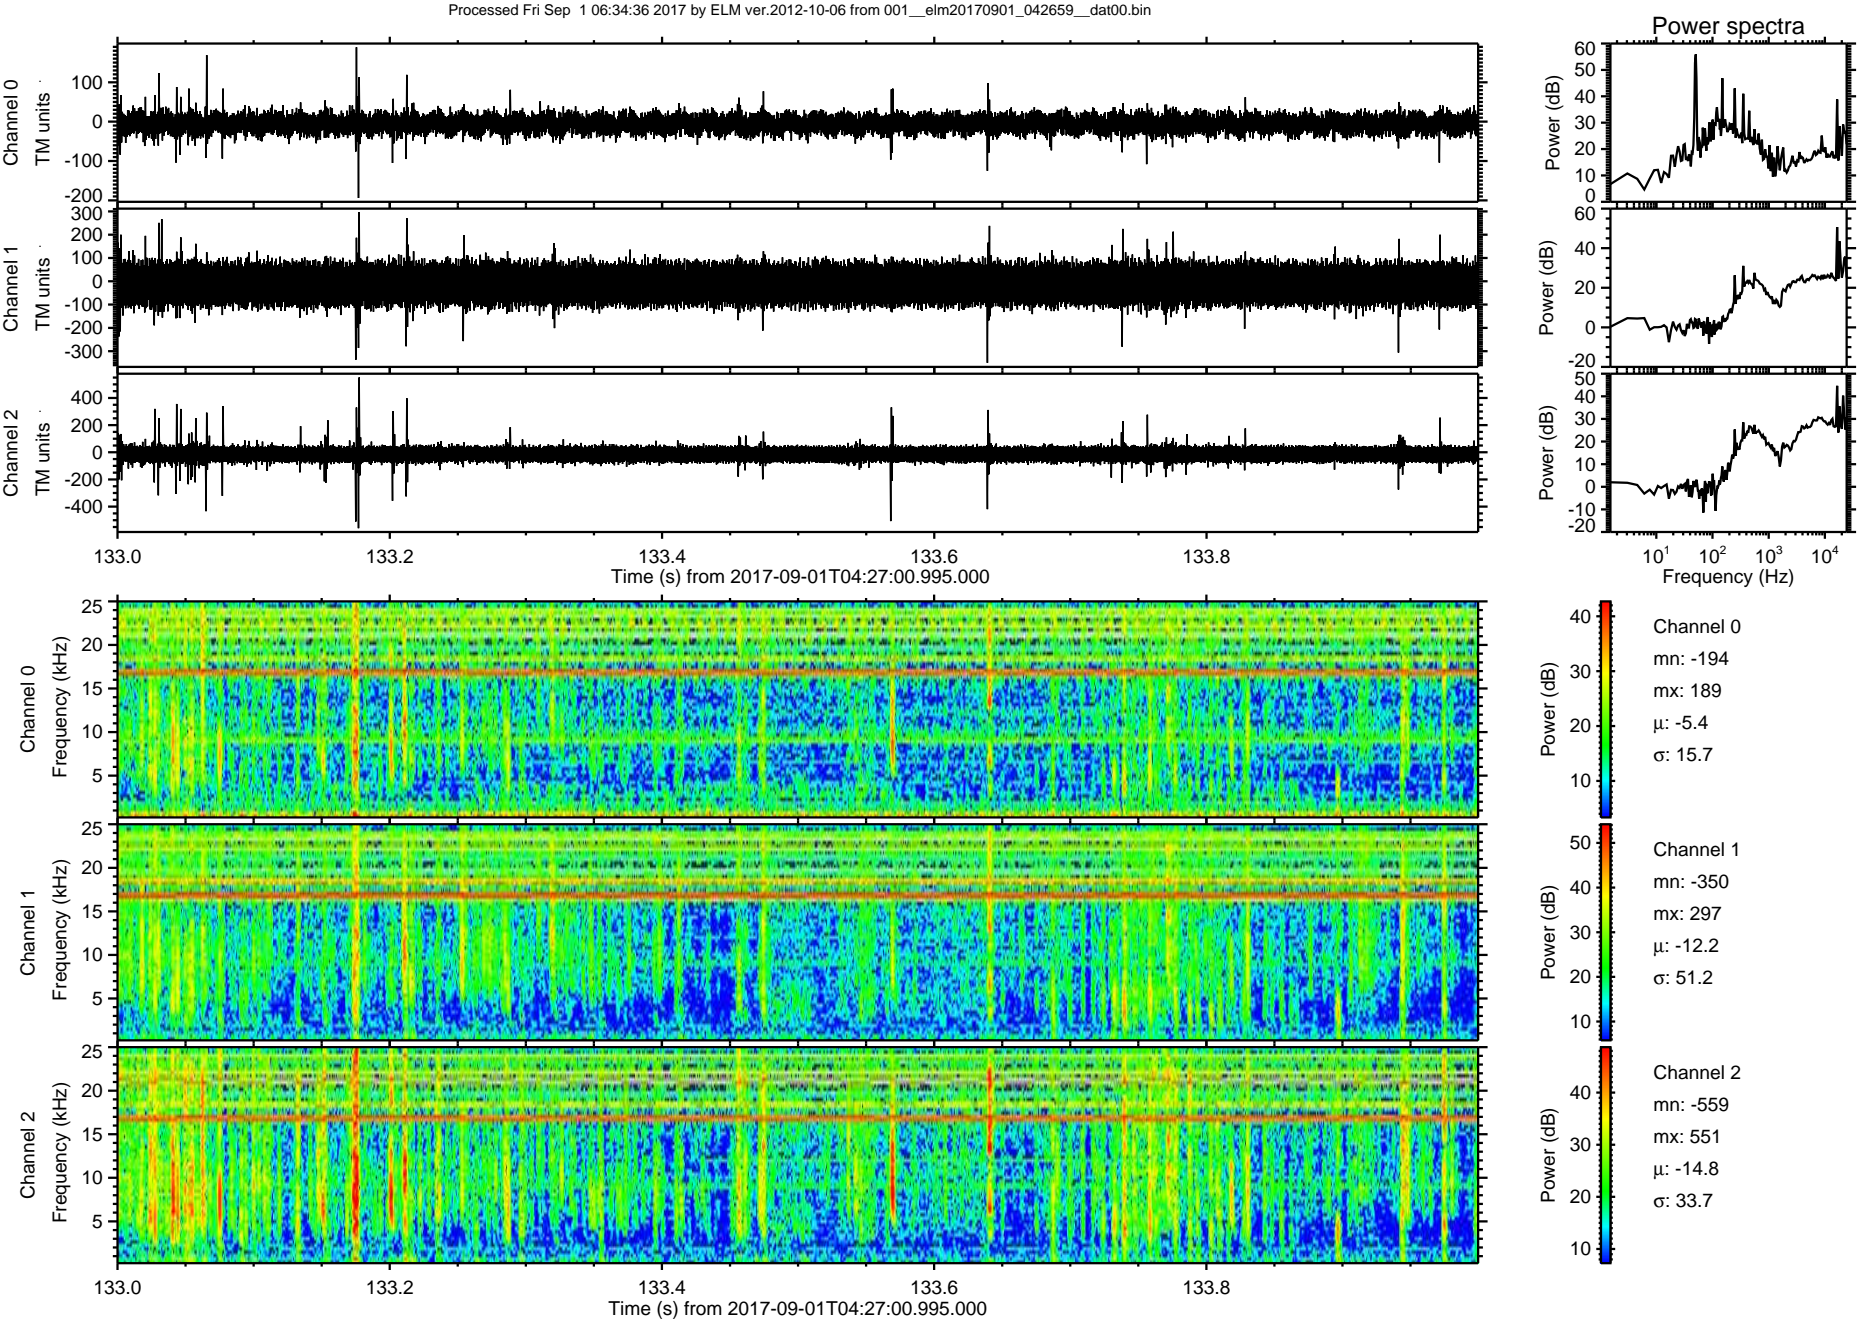 Processed Fri Sep 1 06:34:36 2017 by ELM ver.2012-10-06 from 001__elm20170901_042659__dat00.bin
Power spectra
Channel 0
TM units
100
0
-100
-200
Power (dB)
60
50
40
30
20
10
0
Channel 1
TM units
300
200
100
0
-100
-200
-300
Power (dB)
60
40
20
0
-20
Channel 2
TM units
400
200
0
-200
-400
Power (dB)
50
40
30
20
10
0
-10
-20
133.0 133.2 133.4 133.6 133.8
Time (s) from 2017-09-01T04:27:00.995.000
10^1 10^2 10^3 10^4
Frequency (Hz)
Channel 0
Frequency (kHz)
25
20
15
10
5
Power (dB)
40
30
20
10
Channel 0
mn: -194
mx: 189
μ: -5.4
σ: 15.7
Channel 1
Frequency (kHz)
25
20
15
10
5
Power (dB)
50
40
30
20
10
Channel 1
mn: -350
mx: 297
μ: -12.2
σ: 51.2
Channel 2
Frequency (kHz)
25
20
15
10
5
Power (dB)
40
30
20
10
Channel 2
mn: -559
mx: 551
μ: -14.8
σ: 33.7
133.0 133.2 133.4 133.6 133.8
Time (s) from 2017-09-01T04:27:00.995.000